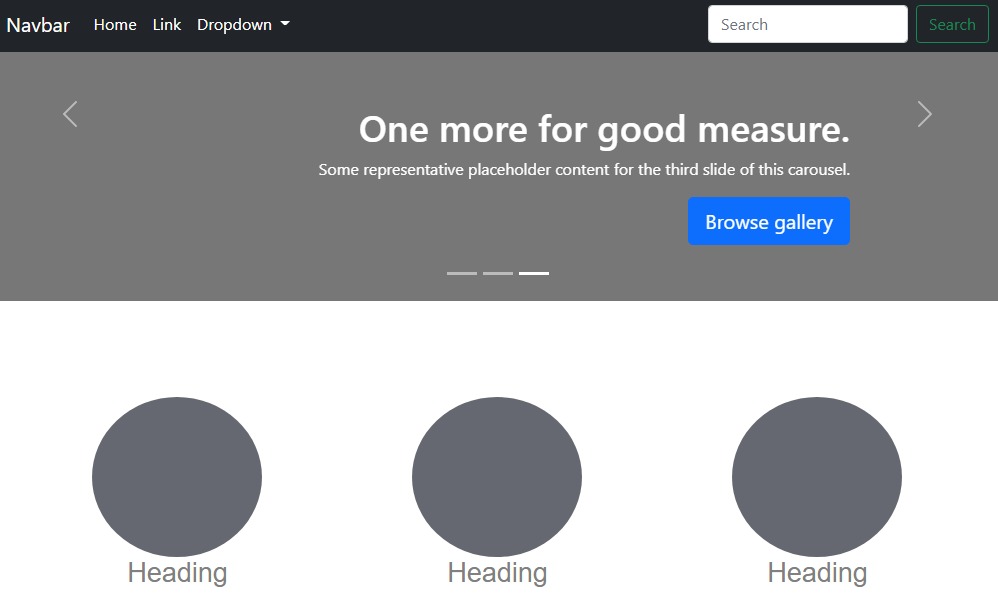 Navbar Home Link Dropdown Search Search
One more for good measure.
Some representative placeholder content for the third slide of this carousel.
Browse gallery
Heading Heading Heading